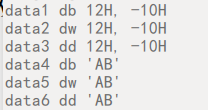 data1 db 12H, -10H
data2 dw 12H, -10H
data3 dd 12H, -10H
data4 db 'AB'
data5 dw 'AB'
data6 dd 'AB'